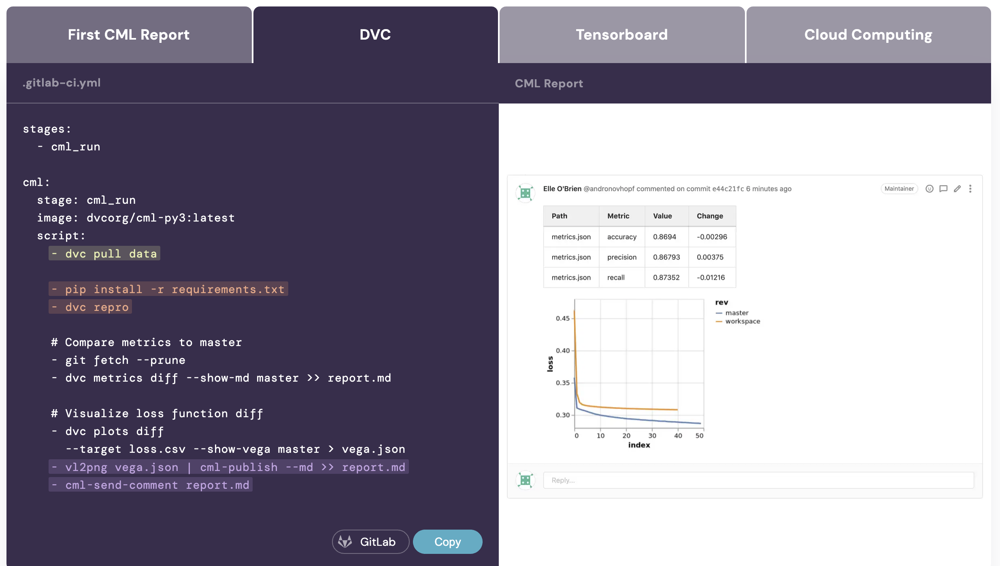 First CML Report
DVC
Tensorboard
Cloud Computing
.gitlab-ci.yml
stages:
  - cml_run
cml:
  stage: cml_run
  image: dvcorg/cml-py3:latest
  script:
    - dvc pull data
    - pip install -r requirements.txt
    - dvc repro
    # Compare metrics to master
    - git fetch --prune
    - dvc metrics diff --show-md master >> report.md
    # Visualize loss function diff
    - dvc plots diff
      --target loss.csv --show-vega master > vega.json
    - vl2png vega.json | cml-publish --md >> report.md
    - cml-send-comment report.md
GitLab
Copy
CML Report
Elle O'Brien @andronovhopf commented on commit e44c21fc 6 minutes ago
Maintainer
Path Metric Value Change
metrics.json accuracy 0.8694 -0.00296
metrics.json precision 0.86793 0.00375
metrics.json recall 0.87352 -0.01216
rev
master
workspace
0.45
0.40
0.35
0.30
loss
0 10 20 30 40 50
index
Reply...